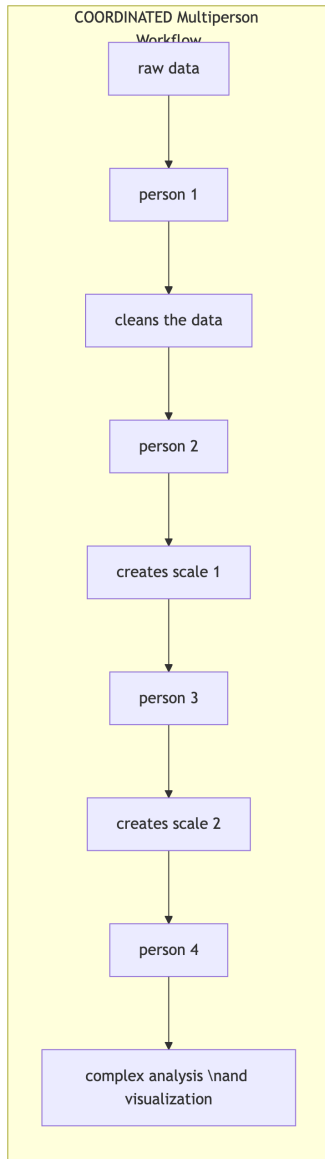 COORDINATED Multiperson
Workflow
raw data
person 1
cleans the data
person 2
creates scale 1
person 3
creates scale 2
person 4
complex analysis \nand
visualization